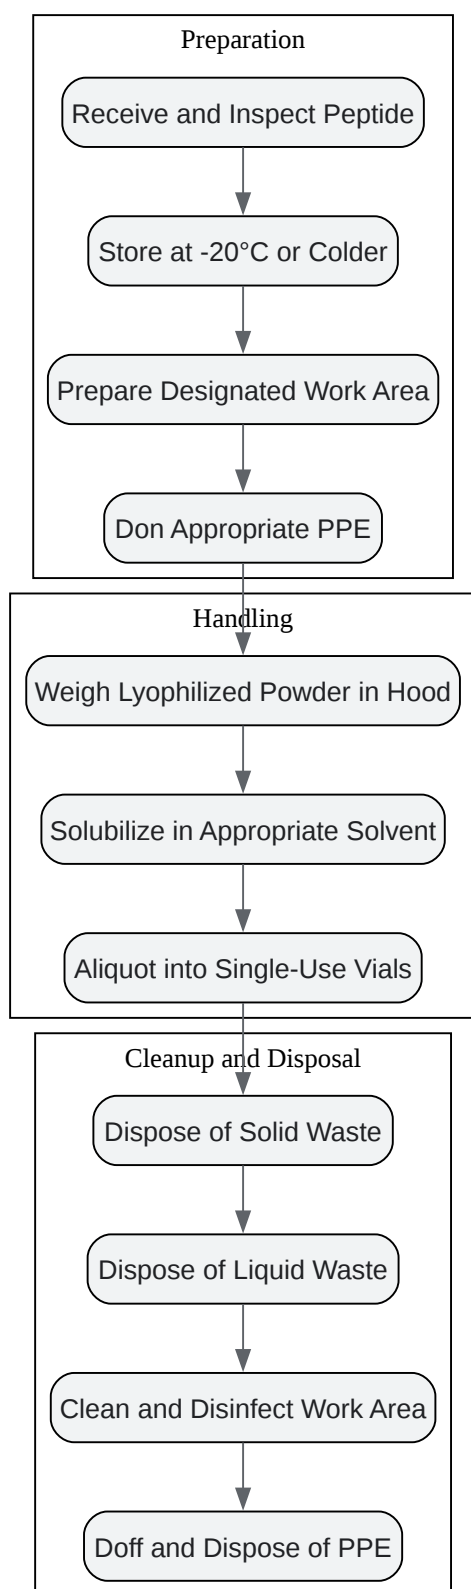 Preparation
Receive and Inspect Peptide
Store at -20°C or Colder
Prepare Designated Work Area
Don Appropriate PPE
Handling
Weigh Lyophilized Powder in Hood
Solubilize in Appropriate Solvent
Aliquot into Single-Use Vials
Cleanup and Disposal
Dispose of Solid Waste
Dispose of Liquid Waste
Clean and Disinfect Work Area
Doff and Dispose of PPE